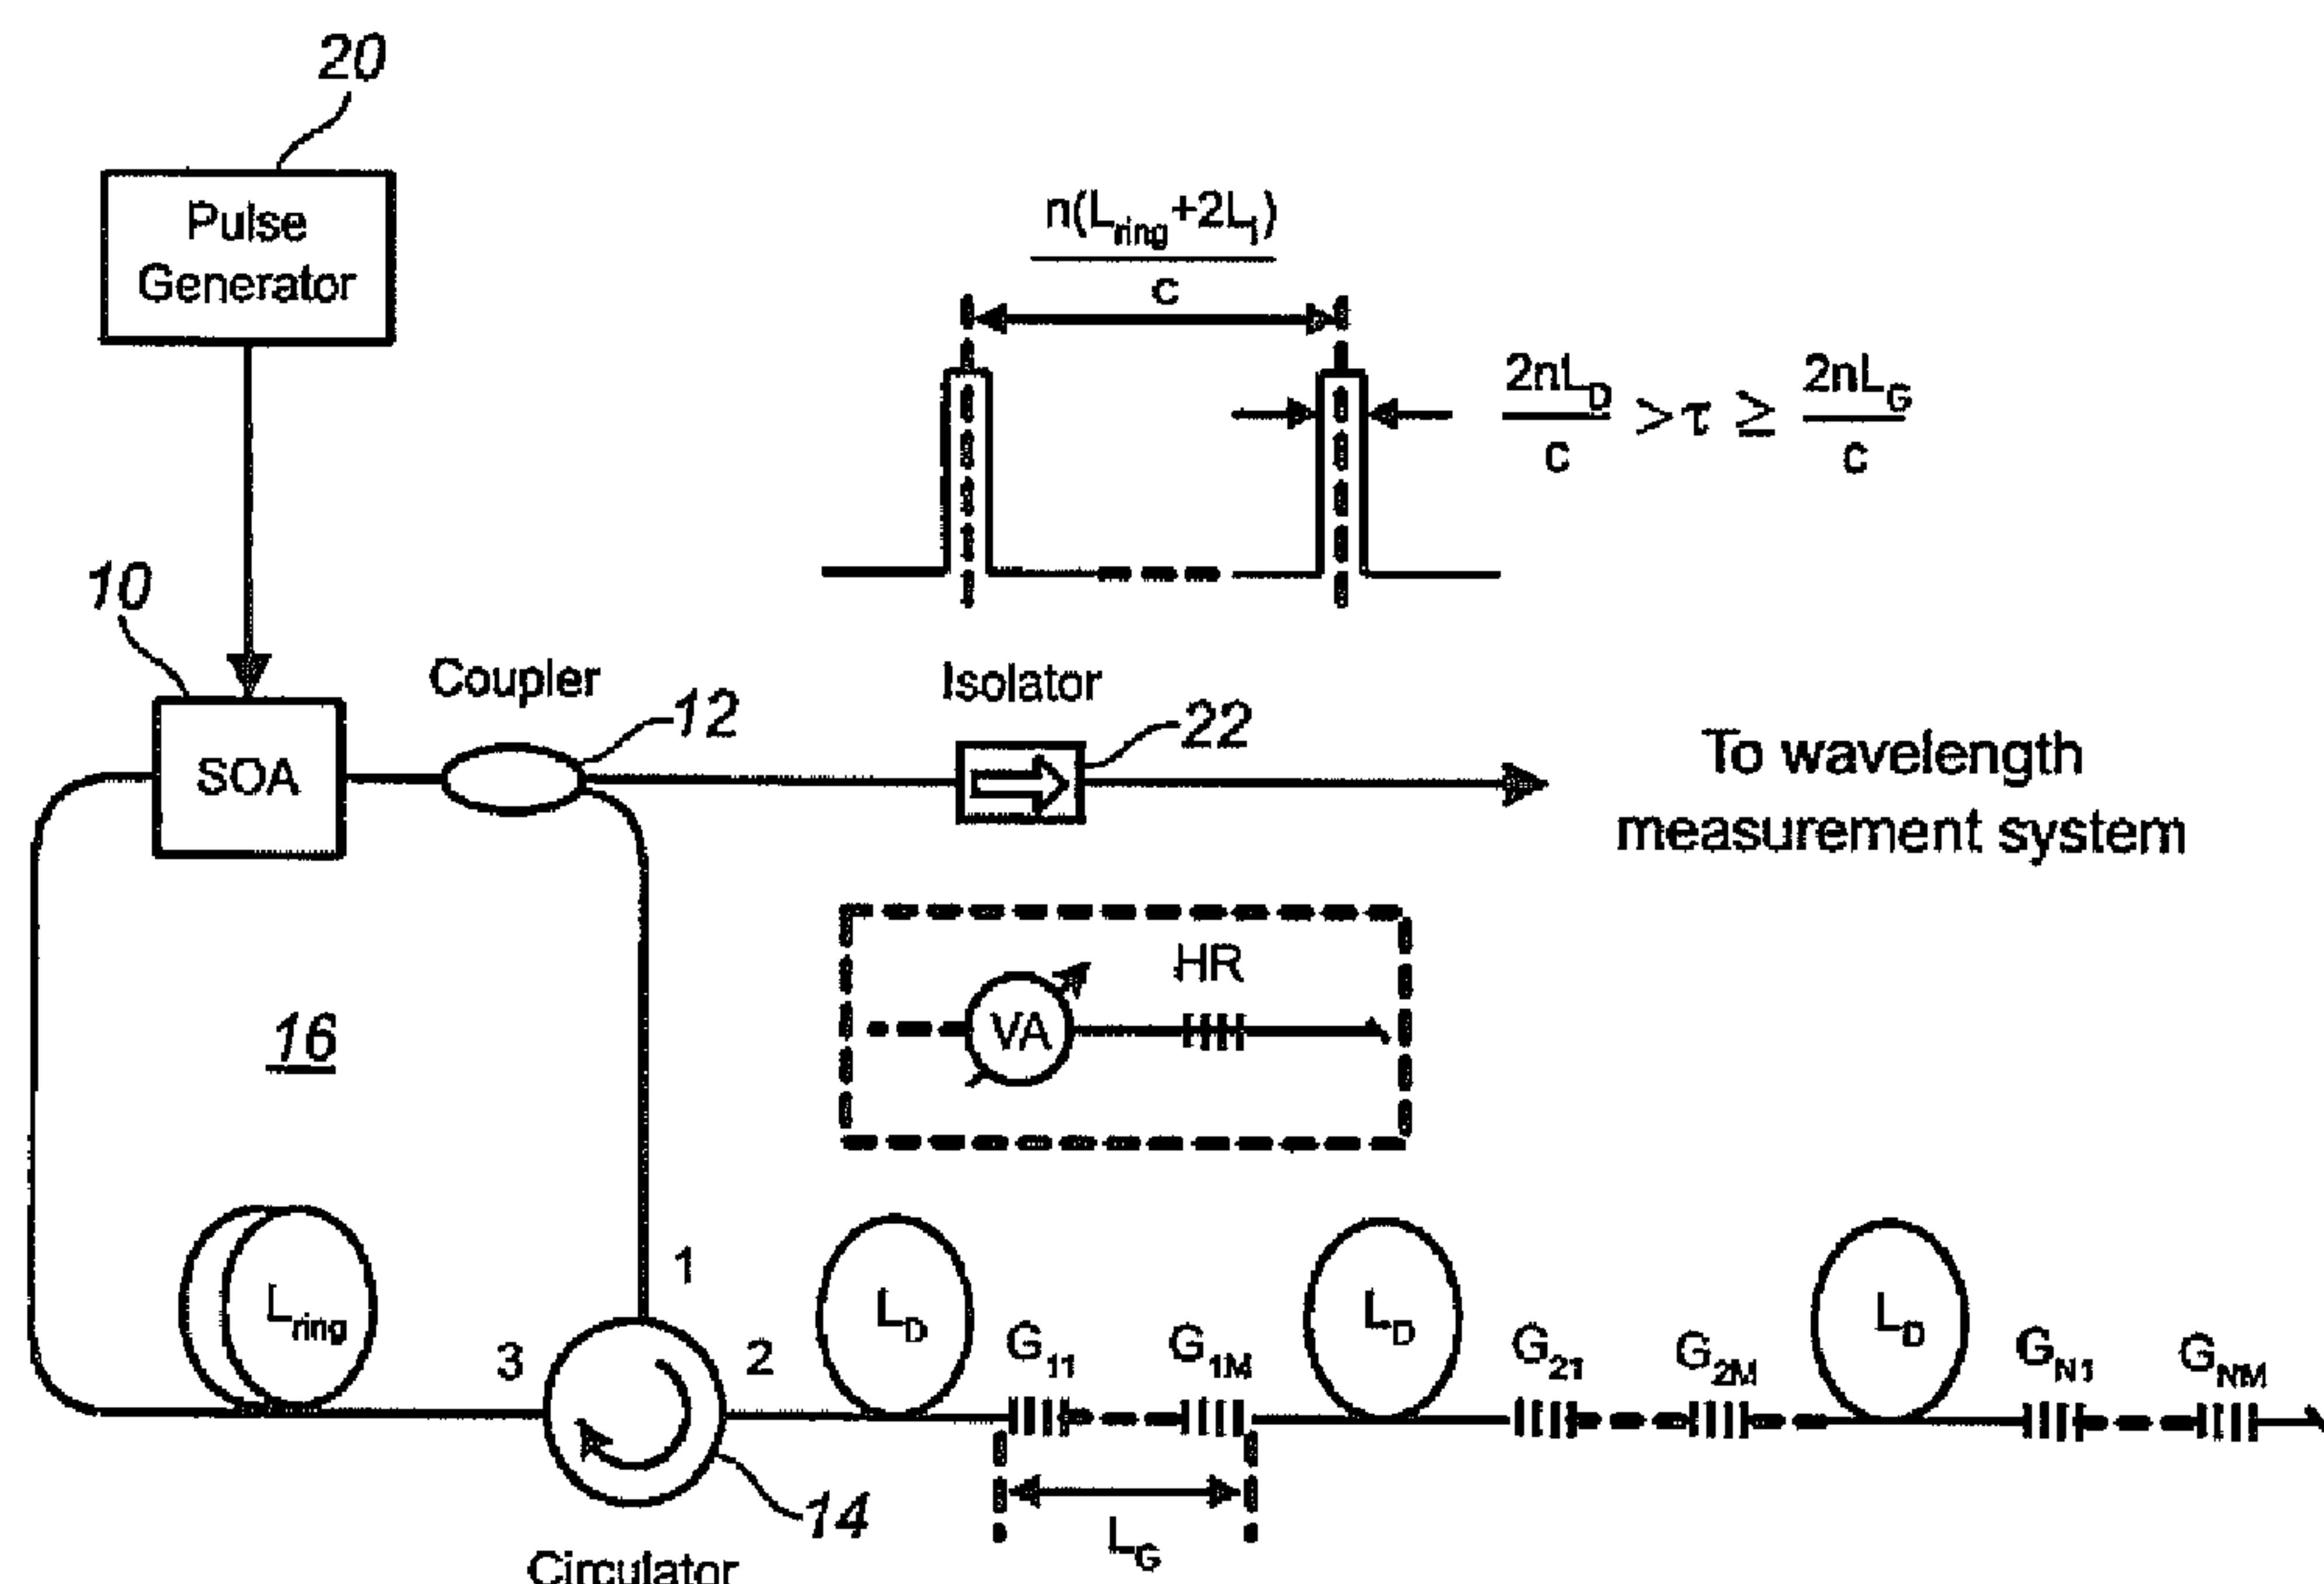 20
Pulse
Generator
n(Lring+2Li)
c
2nLD
c
> τ ≥
2nLG
c
10
SOA
Coupler
12
Isolator
22
To wavelength
measurement system
16
HR
VA
Lring
1
2
3
LD
G11
G1M
LD
G21
G2M
LD
GN1
GNM
14
LG
Circulator